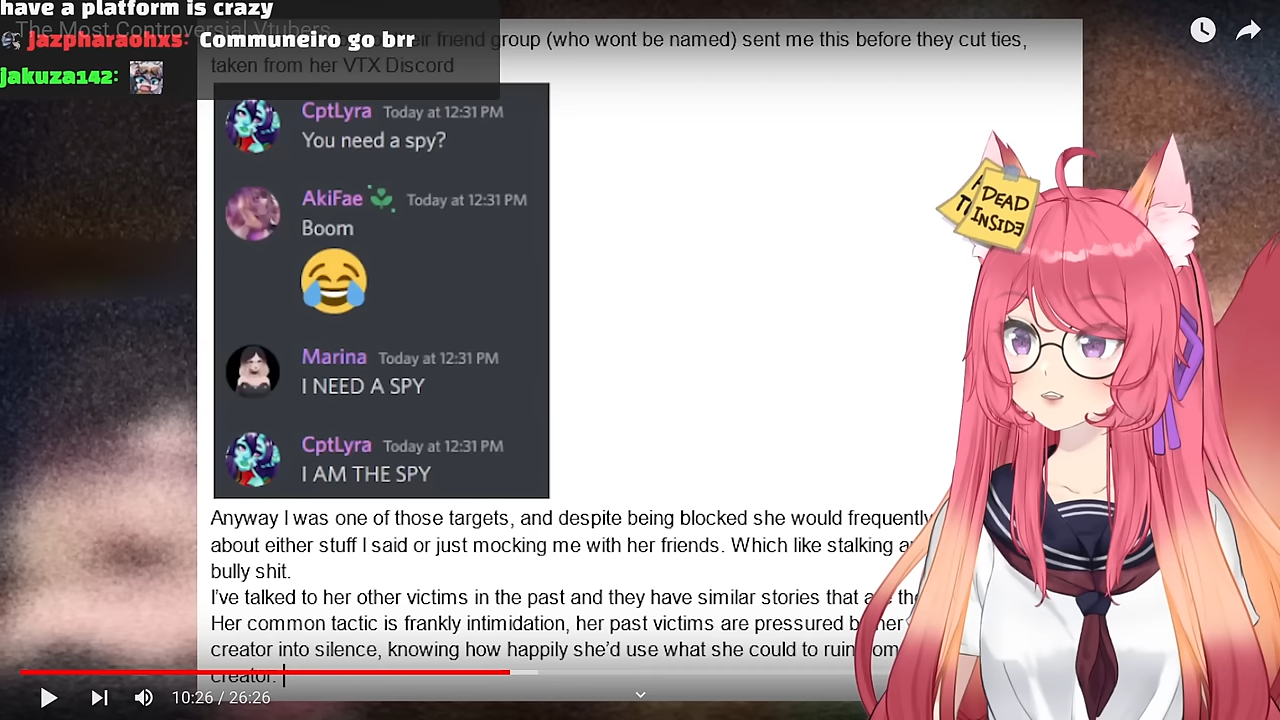 have a platform is crazy
The Most Controversial Vtubers
jazpharaohxs: Communeiro go brr
friend group (who wont be named) sent me this before they cut ties,
jakuza142:
taken from her VTX Discord
CptLyra Today at 12:31 PM
You need a spy?
AkiFae Today at 12:31 PM
Boom
Marina Today at 12:31 PM
I NEED A SPY
CptLyra Today at 12:31 PM
I AM THE SPY
DEAD
INSIDE
Anyway I was one of those targets, and despite being blocked she would frequently
about either stuff I said or just mocking me with her friends. Which like stalking
bully shit.
I've talked to her other victims in the past and they have similar stories that
Her common tactic is frankly intimidation, her past victims are pressured by her
creator into silence, knowing how happily she'd use what she could to ruin
creator.
10:26 / 26:26